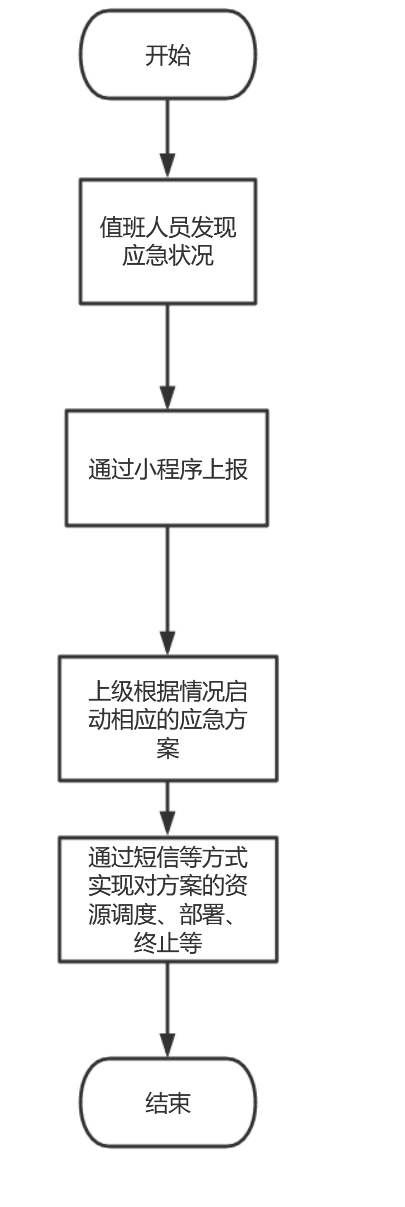 开始
值班人员发现
应急状况
通过小程序上报
上级根据情况启
动相应的应急方
案
通过短信等方式
实现对方案的资
源调度、部署、
终止等
结束